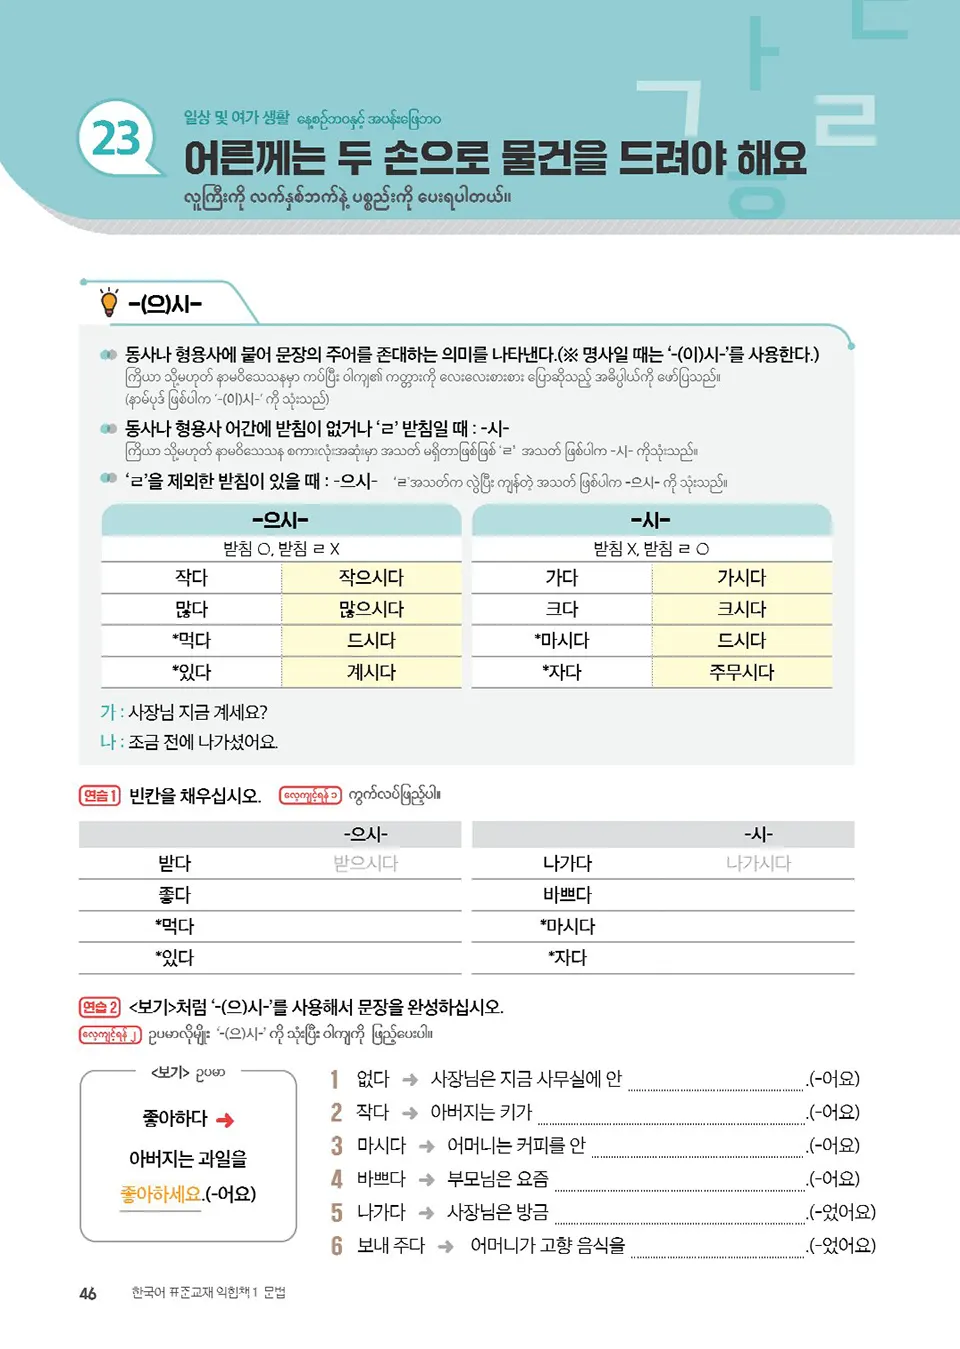 23
일상 및 여가 생활 နေ့စဉ်ဘဝနှင့် အပန်းဖြေဘဝ
어른께는 두 손으로 물건을 드려야 해요
လူကြီးကို လက်နှစ်ဘက်နဲ့ ပစ္စည်းကို ပေးရပါတယ်။
-(으)시-
동사나 형용사에 붙어 문장의 주어를 존대하는 의미를 나타낸다.(※ 명사일 때는 ‘-(이)시-’를 사용한다.)
ကြိယာ သို့မဟုတ် နာမဝိသေသနမှာ ကပ်ပြီး ဝါကျ၏ ကတ္တားကို လေးလေးစားစား ပြောဆိုသည့် အဓိပ္ပါယ်ကို ဖော်ပြသည်။
(နာမ်ပုဒ် ဖြစ်ပါက ‘-(이)시-’ ကို သုံးသည်)
동사나 형용사 어간에 받침이 없거나 ‘ㄹ’ 받침일 때 : -시-
ကြိယာ သို့မဟုတ် နာမဝိသေသန စကားလုံးအဆုံးမှာ အသတ် မရှိတာဖြစ်ဖြစ် ‘ㄹ’ အသတ် ဖြစ်ပါက -시- ကိုသုံးသည်။
‘ㄹ’을 제외한 받침이 있을 때 : -으시- ‘ㄹ’အသတ်က လွဲပြီး ကျန်တဲ့ အသတ် ဖြစ်ပါက -으시- ကို သုံးသည်။
-으시- -시-
받침 O, 받침 ㄹ X 받침 X, 받침 ㄹ O
작다 작으시다 가다 가시다
많다 많으시다 크다 크시다
*먹다 드시다 *마시다 드시다
*있다 계시다 *자다 주무시다
가 : 사장님 지금 계세요?
나 : 조금 전에 나가셨어요.
연습 1 빈칸을 채우십시오. လေ့ကျင့်ရန် ၁ ကွက်လပ်ဖြည့်ပါ။
-으시- -시-
받다 받으시다 나가다 나가시다
좋다 바쁘다
*먹다 *마시다
*있다 *자다
연습 2 <보기>처럼 ‘-(으)시-’를 사용해서 문장을 완성하십시오.
လေ့ကျင့်ရန် ၂ ဥပမာလိုမျိုး ‘-(으)시-’ ကို သုံးပြီး ဝါကျကို ဖြည့်ပေးပါ။
<보기> ဥပမာ
좋아하다 ➜
아버지는 과일을
좋아하세요.(-어요)
1 없다 ➜ 사장님은 지금 사무실에 안 .(-어요)
2 작다 ➜ 아버지는 키가 .(-어요)
3 마시다 ➜ 어머니는 커피를 안 .(-어요)
4 바쁘다 ➜ 부모님은 요즘 .(-어요)
5 나가다 ➜ 사장님은 방금 .(-었어요)
6 보내 주다 ➜ 어머니가 고향 음식을 .(-었어요)
46 한국어 표준교재 익힘책 1 문법